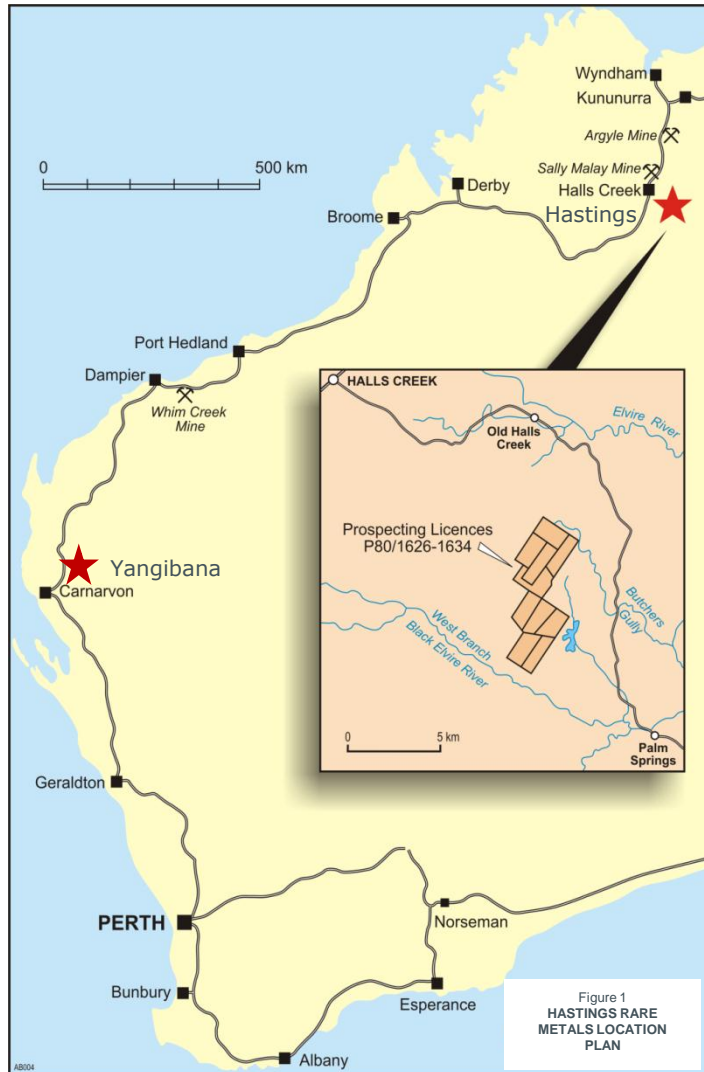 Wyndham
Kununurra
Argyle Mine
0
500 km
Sally Malay Mine
Derby
Halls Creek
Hastings
Broome
Port Hedland
Dampier
Whim Creek
Mine
HALLS CREEK
Old Halls
Creek
Elvire River
Prospecting Licences
P80/1626-1634
Butchers
Gully
West Branch
Black Elvire River
0
5 km
Palm
Springs
Yangibana
Carnarvon
Geraldton
PERTH
Norseman
Bunbury
Esperance
Albany
Figure 1
HASTINGS RARE
METALS LOCATION
PLAN
AB004